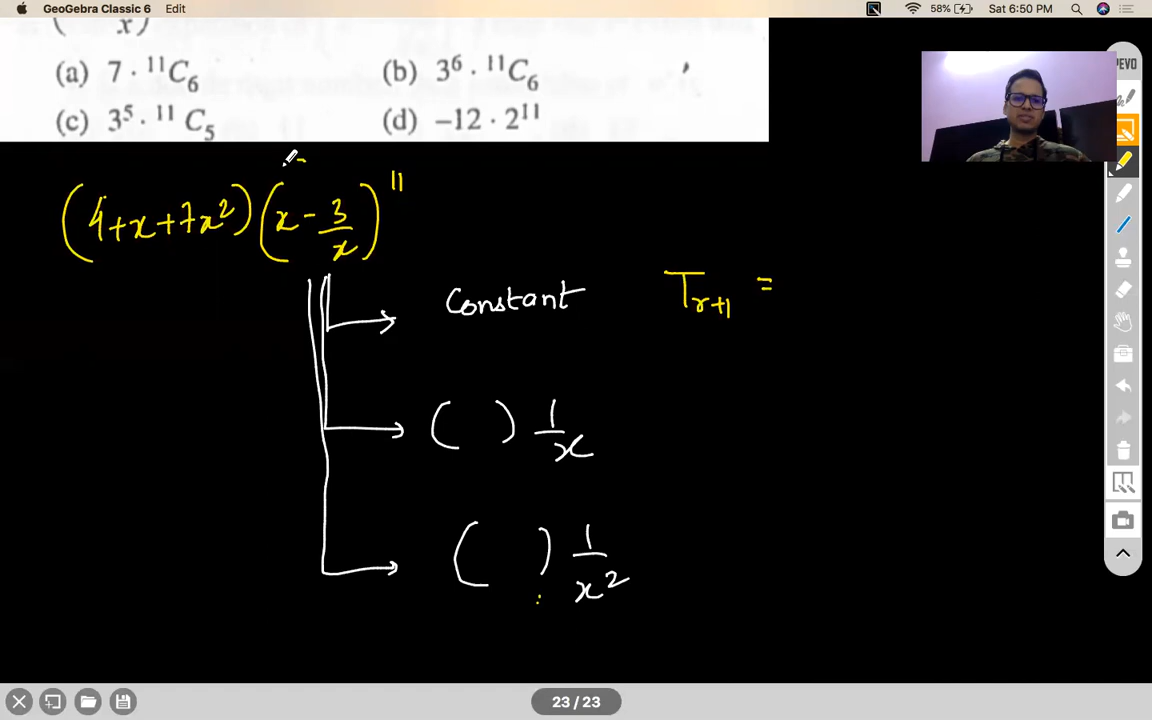 GeoGebra Classic 6 Edit 58% Sat 6:50 PM
( x )
(a) 7 · ¹¹C₆ (b) 3⁶ · ¹¹C₆
(c) 3⁵ · ¹¹C₅ (d) –12 · 2¹¹
EVO
(4+x+7x²)(x - 3/x)¹¹
Constant T_{r+1} =
( ) 1/x
( ) 1/x²
23 / 23